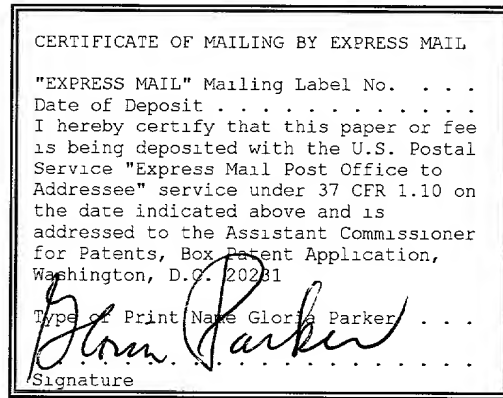 CERTIFICATE OF MAILING BY EXPRESS MAIL
"EXPRESS MAIL" Mailing Label No. . . .
Date of Deposit . . . . . . . . . . . . .
I hereby certify that this paper or fee
is being deposited with the U.S. Postal
Service "Express Mail Post Office to
Addressee" service under 37 CFR 1.10 on
the date indicated above and is
addressed to the Assistant Commissioner
for Patents, Box Patent Application,
Washington, D.C. 20231
Type or Print Name Gloria Parker . . .
Gloria Parker
. . . . . . . . . . . . . . . . . . . .
Signature